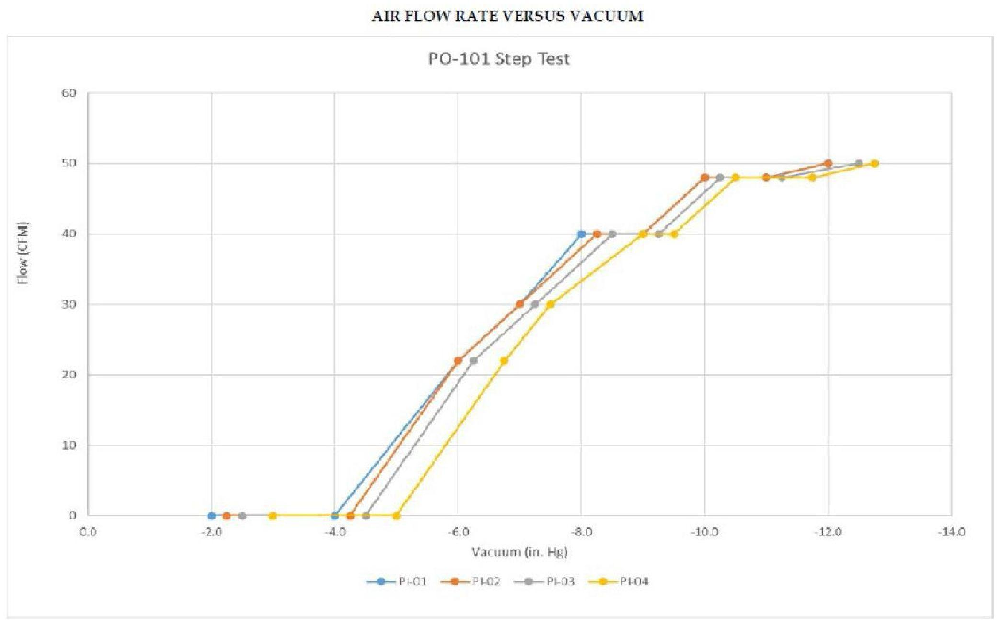 AIR FLOW RATE VERSUS VACUUM
PO-101 Step Test
60
50
40
30
20
10
0
Flow (CFM)
0.0 -2.0 -4.0 -6.0 -8.0 -10.0 -12.0 -14.0
Vacuum (in. Hg)
PI-01 PI-02 PI-03 PI-04